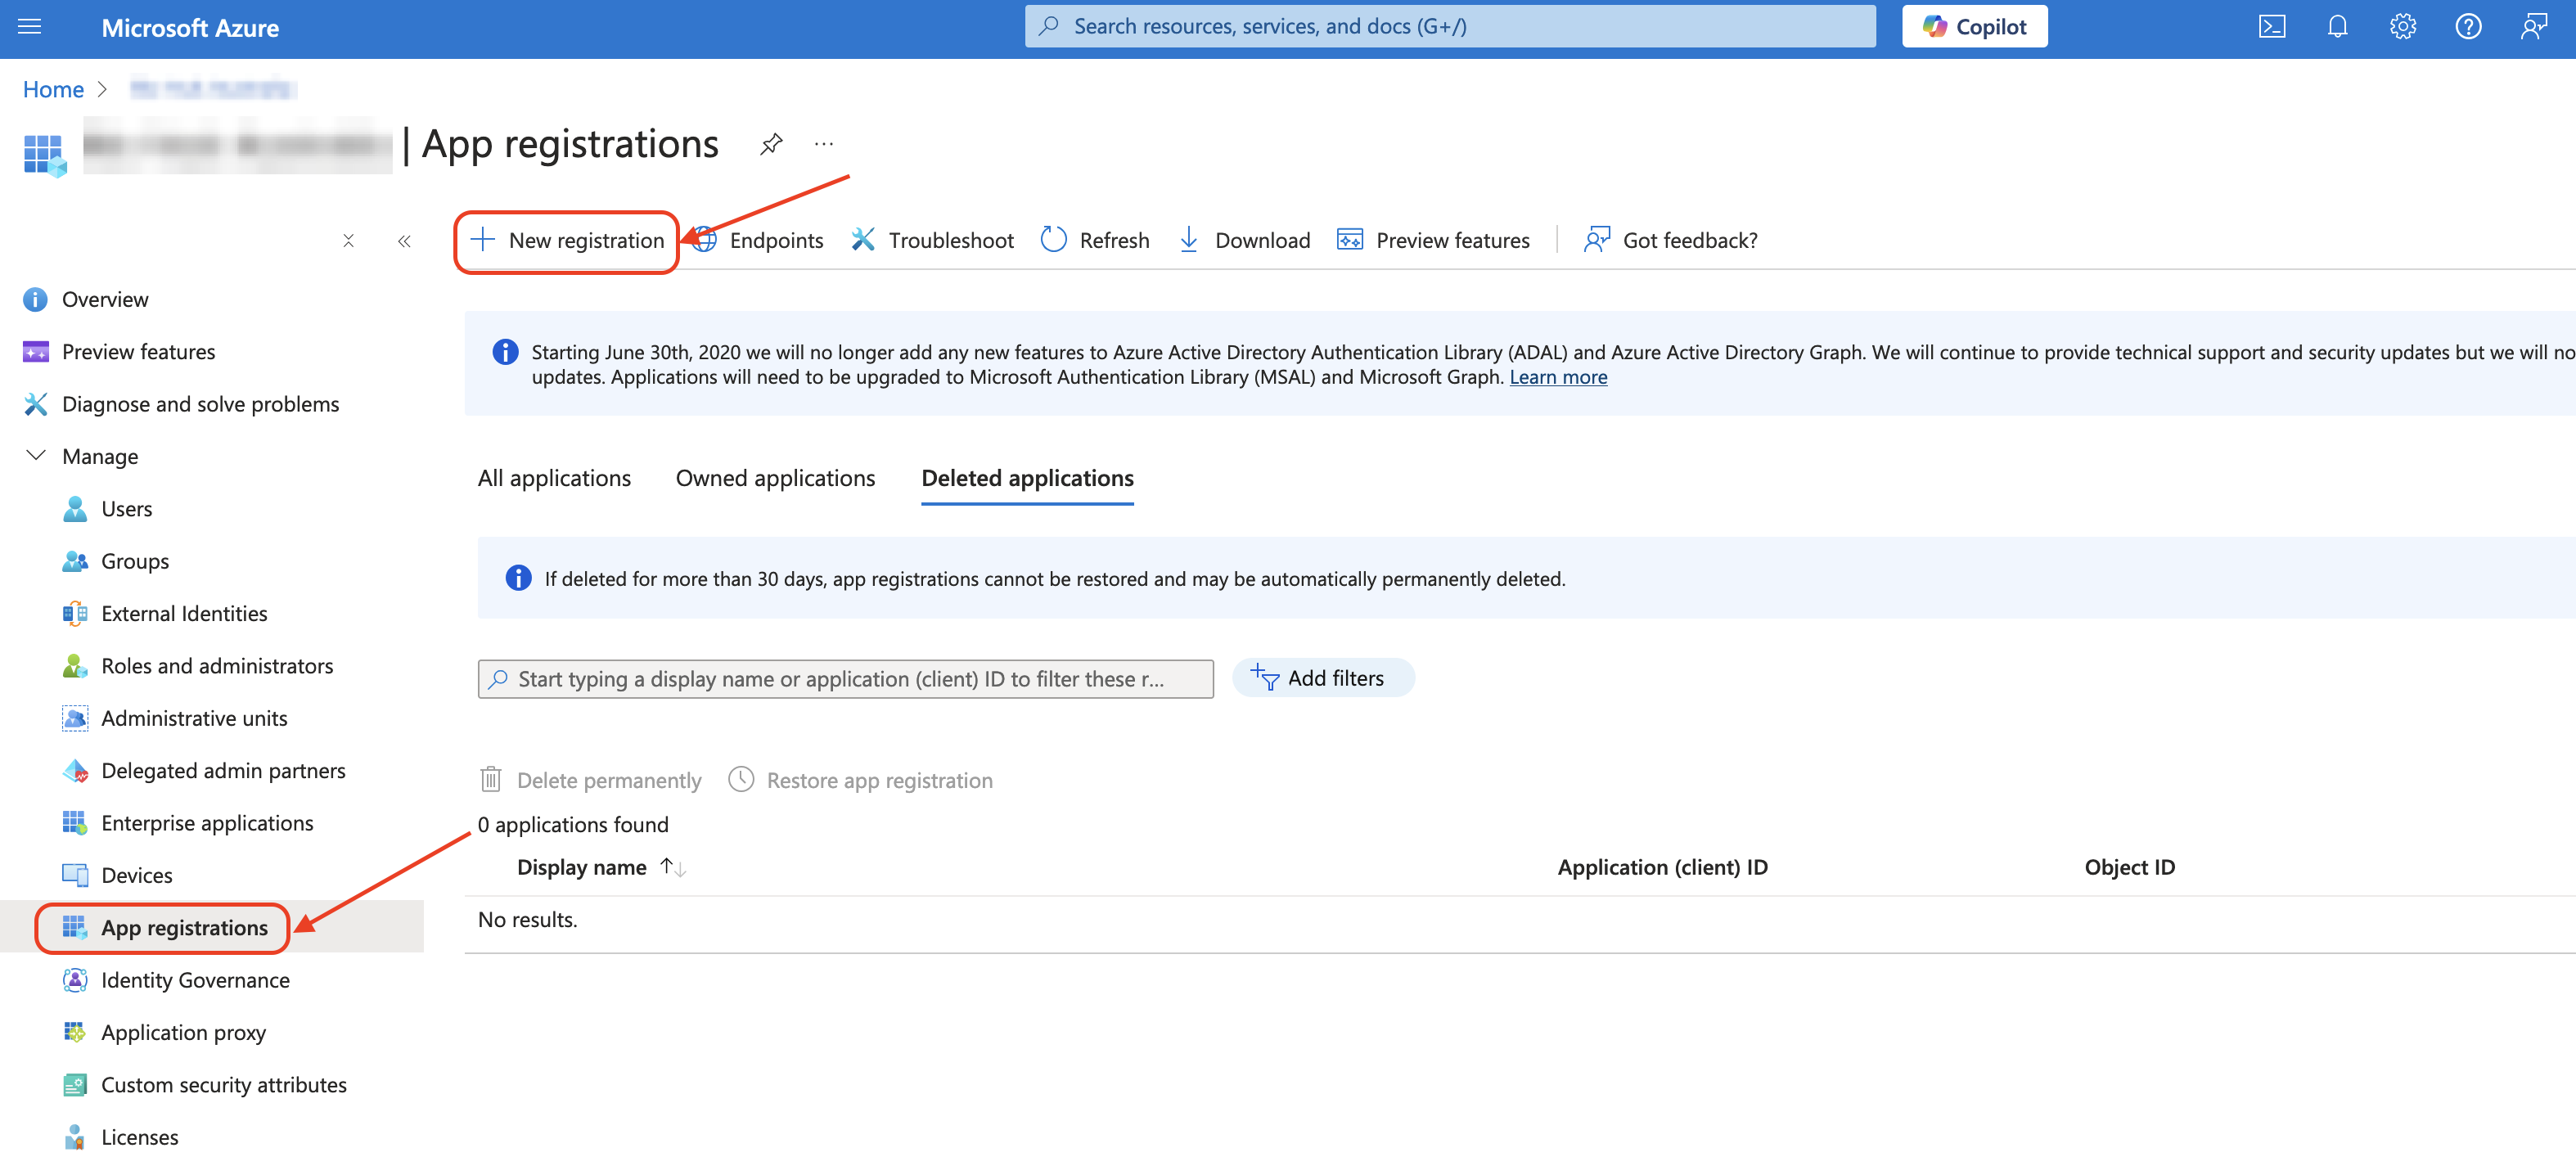 Microsoft Azure
Search resources, services, and docs (G+/)
Copilot
Home >
| App registrations
...
New registration
Endpoints
Troubleshoot
Refresh
Download
Preview features
Got feedback?
Overview
Preview features
Diagnose and solve problems
Manage
Users
Groups
External Identities
Roles and administrators
Administrative units
Delegated admin partners
Enterprise applications
Devices
App registrations
Identity Governance
Application proxy
Custom security attributes
Licenses
Starting June 30th, 2020 we will no longer add any new features to Azure Active Directory Authentication Library (ADAL) and Azure Active Directory Graph. We will continue to provide technical support and security updates but we will no
updates. Applications will need to be upgraded to Microsoft Authentication Library (MSAL) and Microsoft Graph. Learn more
All applications
Owned applications
Deleted applications
If deleted for more than 30 days, app registrations cannot be restored and may be automatically permanently deleted.
Start typing a display name or application (client) ID to filter these r...
Add filters
Delete permanently
Restore app registration
0 applications found
Display name
Application (client) ID
Object ID
No results.